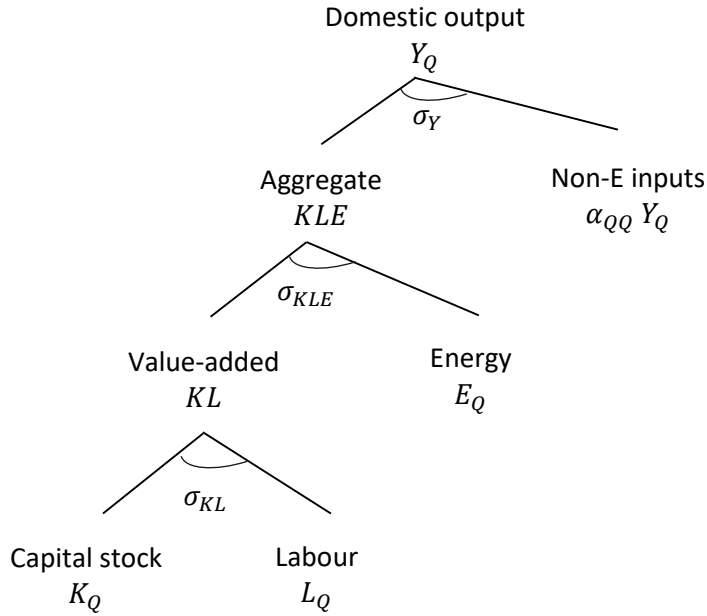 Domestic output
Y_Q
σ_Y
Aggregate
KLE
Non-E inputs
α_QQ Y_Q
σ_KLE
Value-added
KL
Energy
E_Q
σ_KL
Capital stock
K_Q
Labour
L_Q